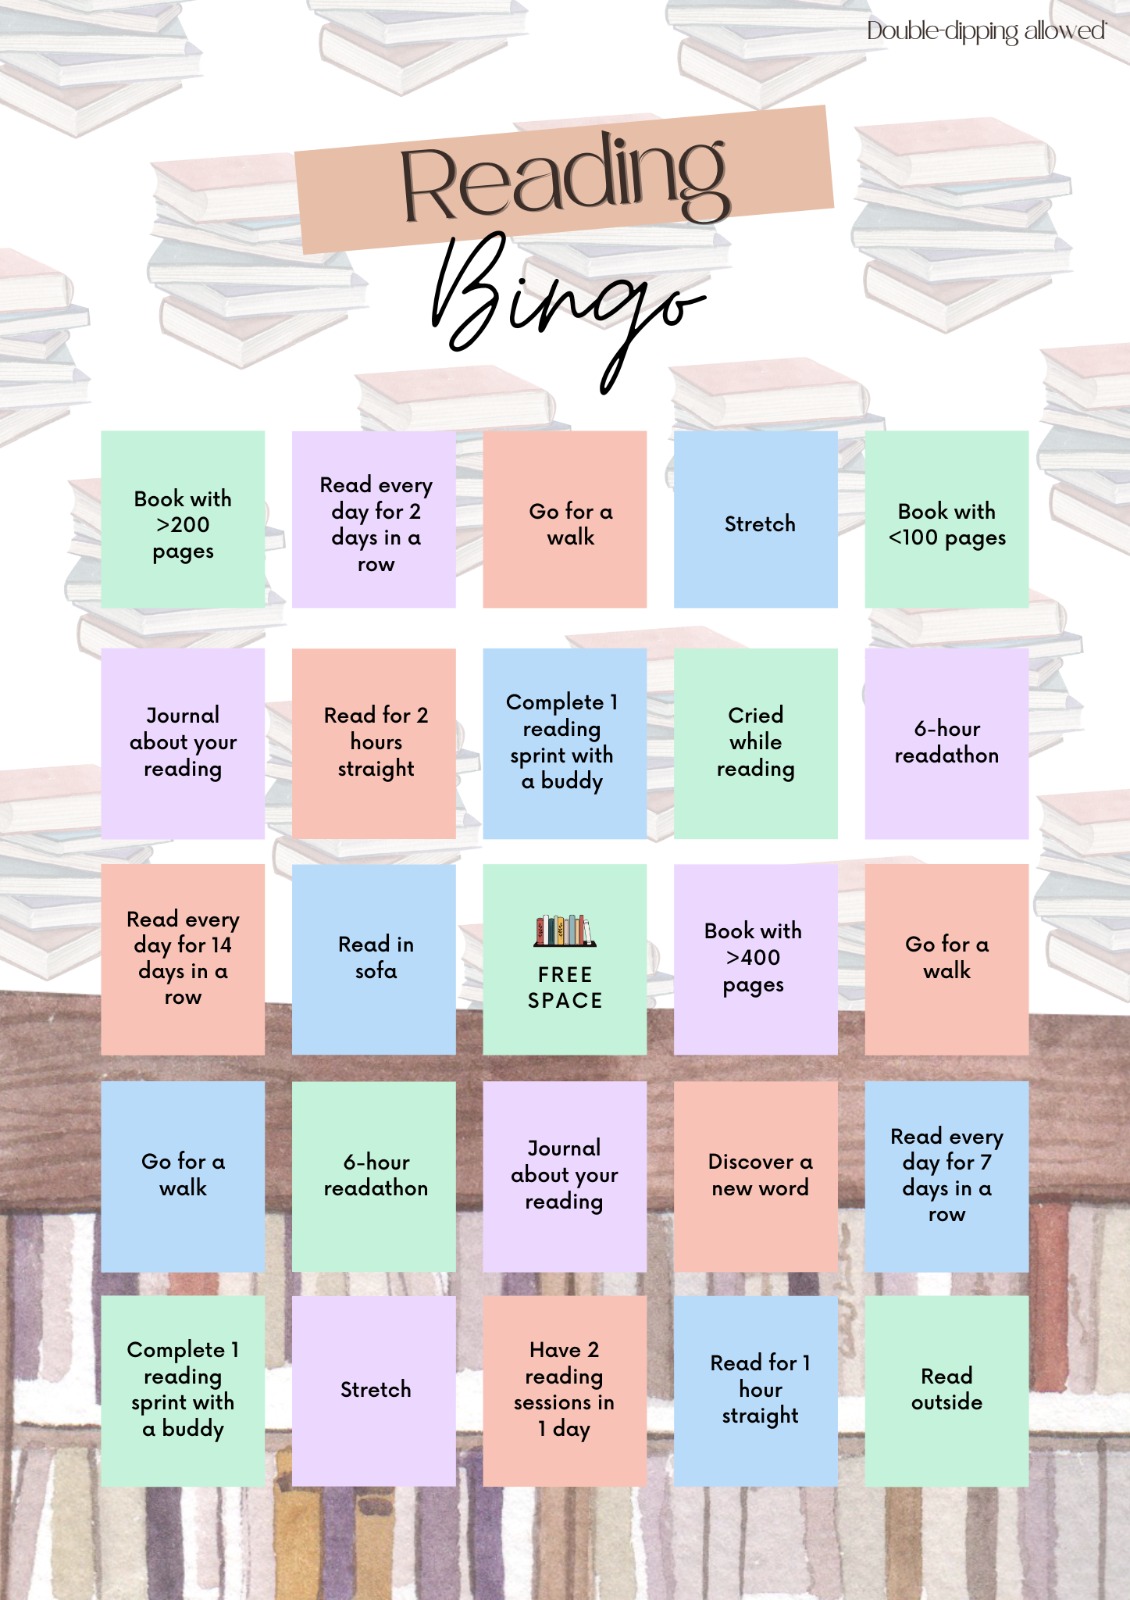 Double-dipping allowed*
Reading
Bingo
Book with
>200
pages
Read every
day for 2
days in a
row
Go for a
walk
Stretch
Book with
<100 pages
Journal
about your
reading
Read for 2
hours
straight
Complete 1
reading
sprint with
a buddy
Cried
while
reading
6-hour
readathon
Read every
day for 14
days in a
row
Read in
sofa
FREE
SPACE
Book with
>400
pages
Go for a
walk
Go for a
walk
6-hour
readathon
Journal
about your
reading
Discover a
new word
Read every
day for 7
days in a
row
Complete 1
reading
sprint with
a buddy
Stretch
Have 2
reading
sessions in
1 day
Read for 1
hour
straight
Read
outside